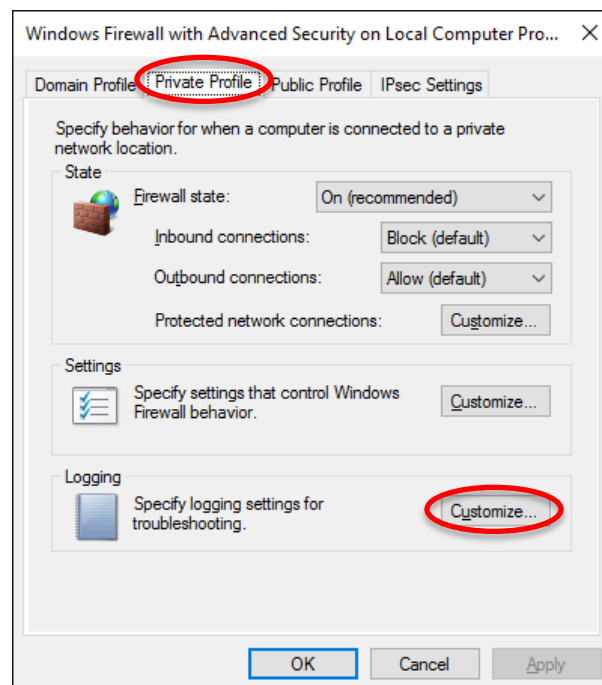 Windows Firewall with Advanced Security on Local Computer Pro...
Domain Profile Private Profile Public Profile IPsec Settings
Specify behavior for when a computer is connected to a private
network location.
State
Firewall state: On (recommended)
Inbound connections: Block (default)
Outbound connections: Allow (default)
Protected network connections: Customize...
Settings
Specify settings that control Windows
Firewall behavior.
Customize...
Logging
Specify logging settings for
troubleshooting.
Customize...
OK Cancel Apply